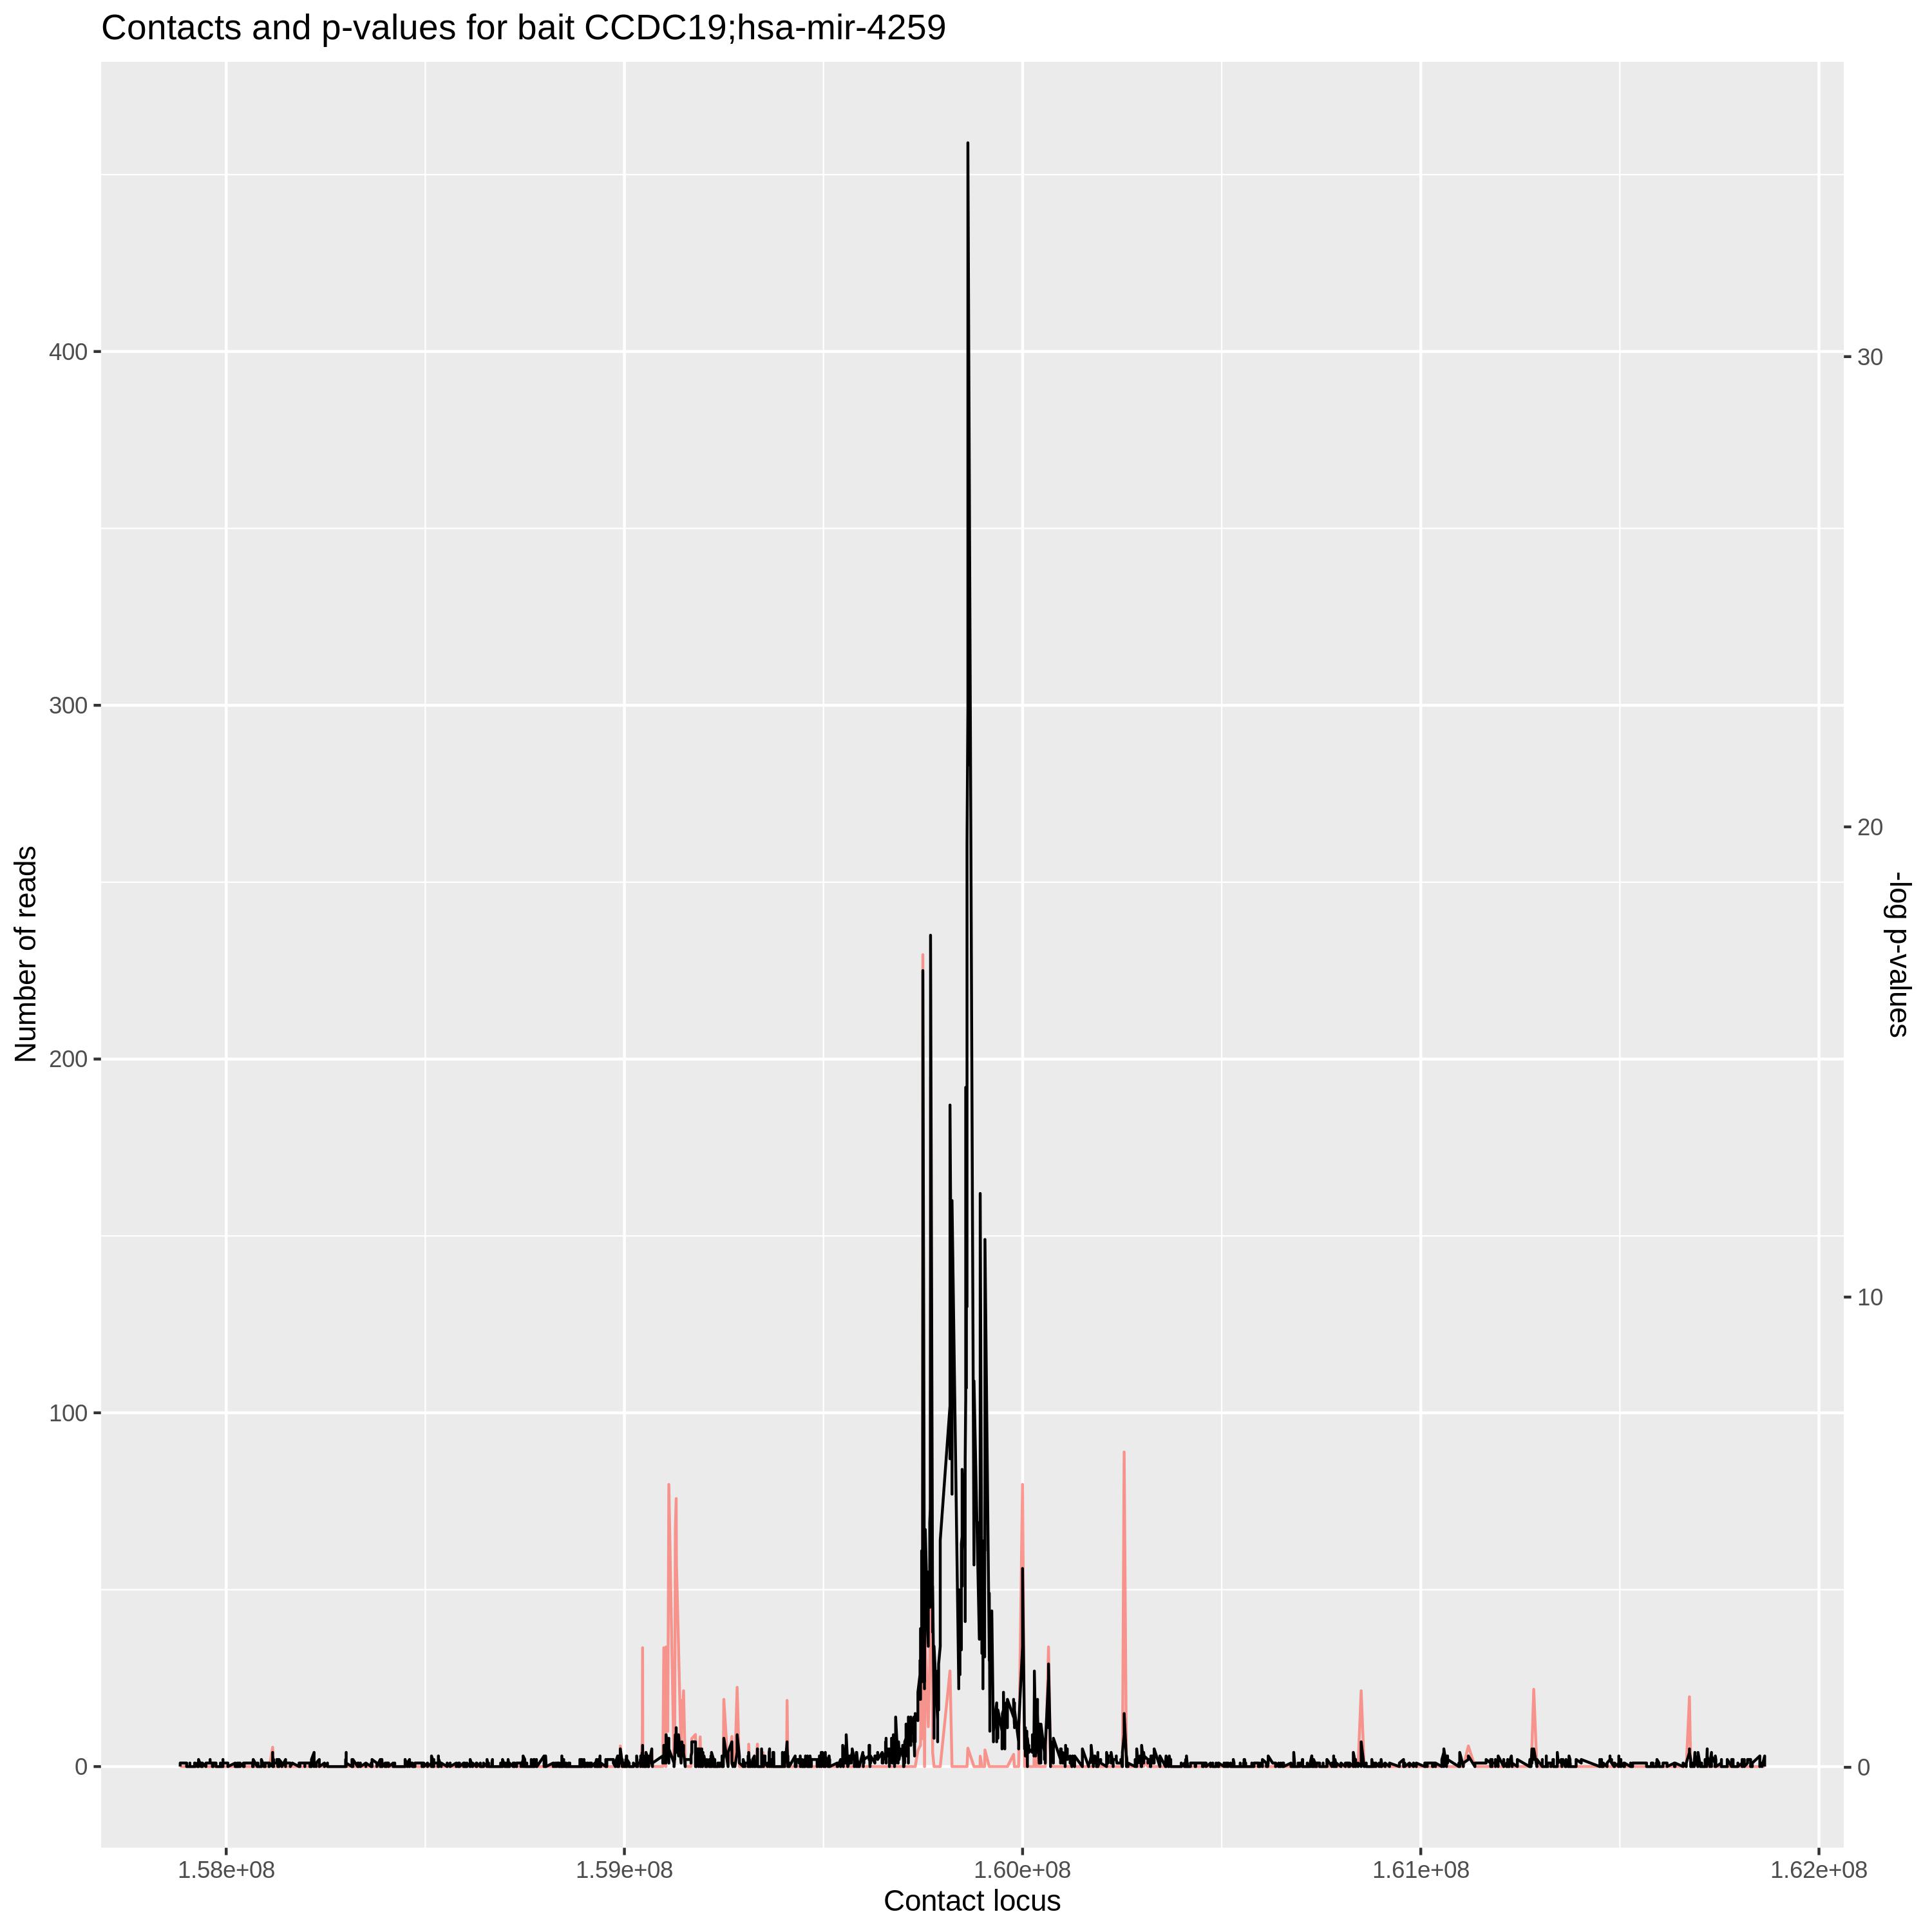 Contacts and p-values for bait CCDC19;hsa-mir-4259
Number of reads
400
300
200
100
0
30
20
10
0
-log p-values
1.58e+08
1.59e+08
1.60e+08
1.61e+08
1.62e+08
Contact locus